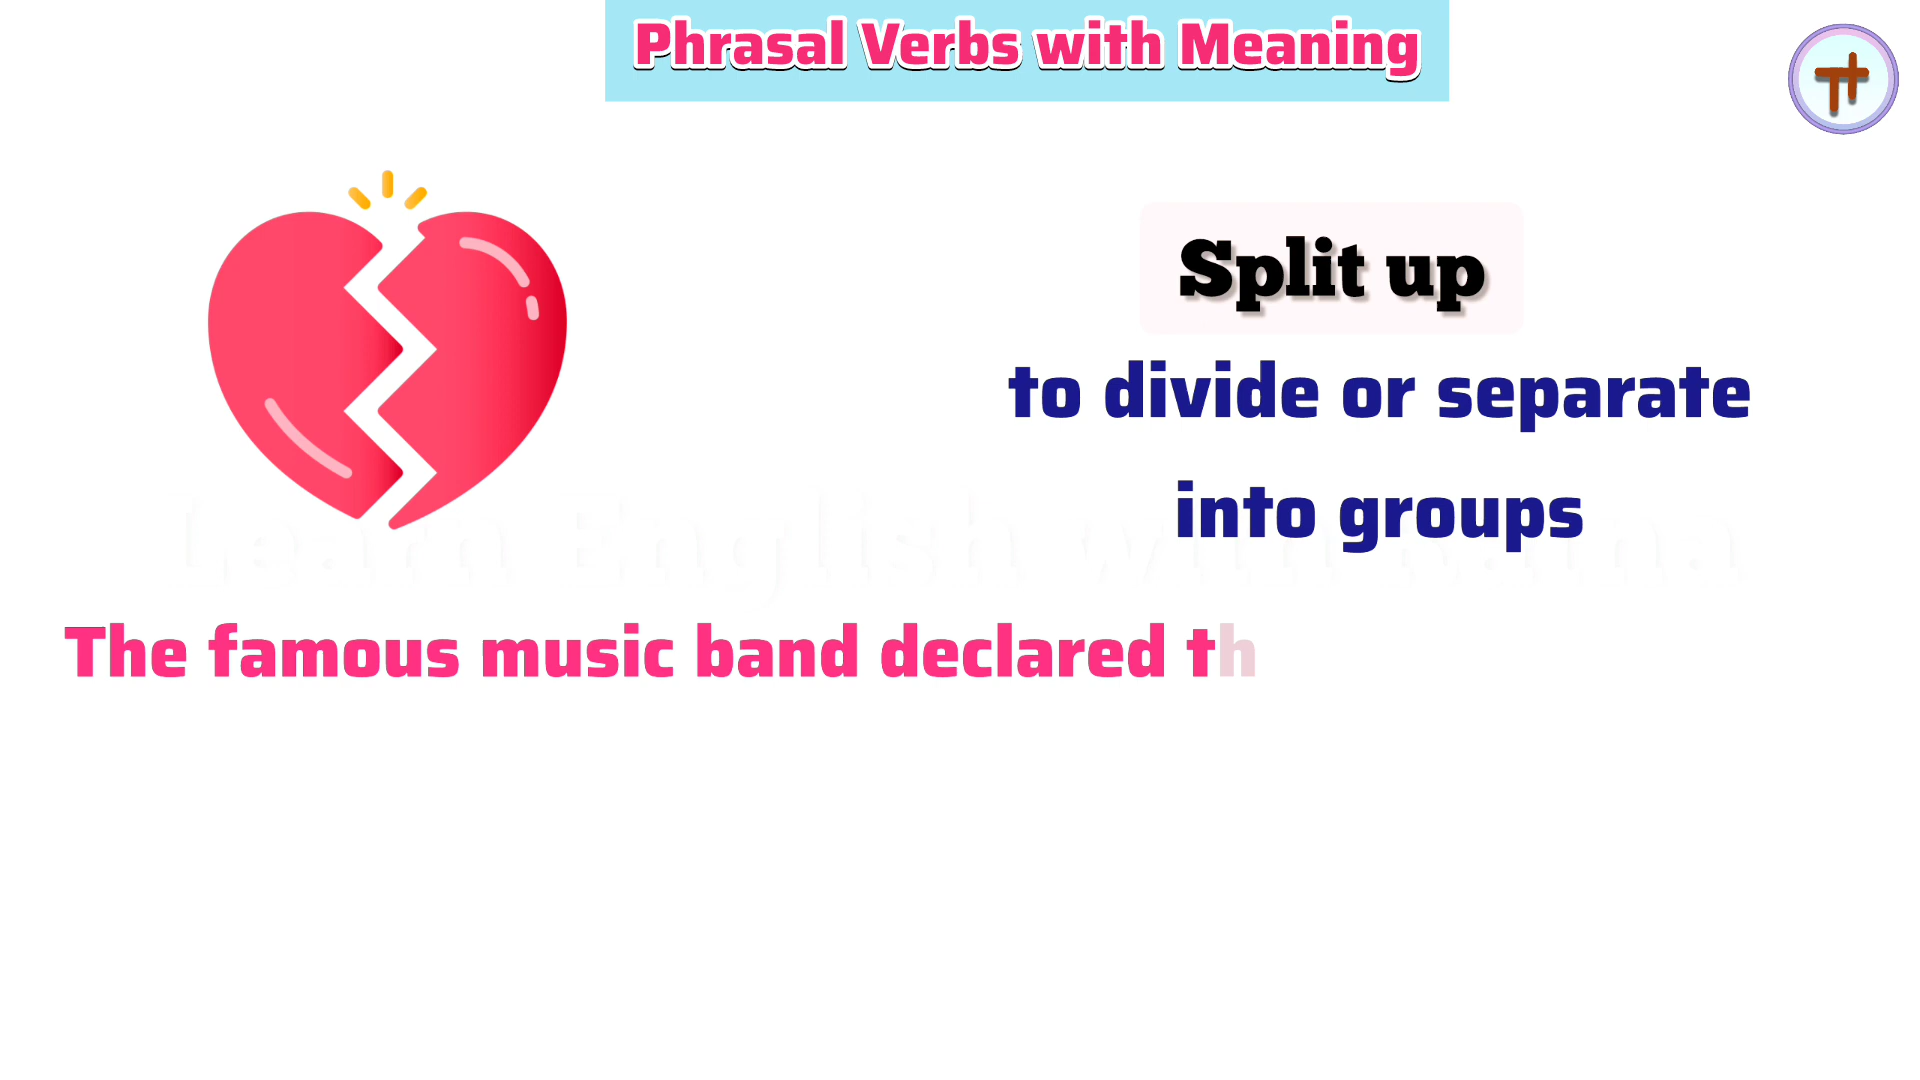 Phrasal Verbs with Meaning
Split up
to divide or separate
into groups
The famous music band declared th